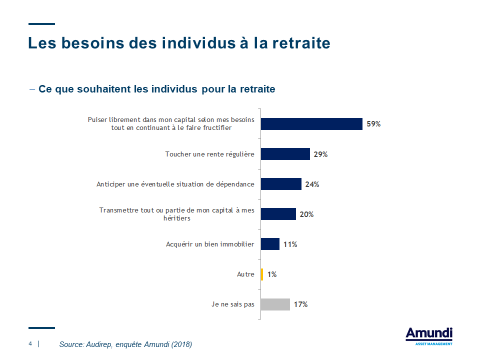 Les besoins des individus à la retraite
– Ce que souhaitent les individus pour la retraite
Puiser librement dans mon capital selon mes besoins
tout en continuant à le faire fructifier
59%
Toucher une rente régulière
29%
Anticiper une éventuelle situation de dépendance
24%
Transmettre tout ou partie de mon capital à mes
héritiers
20%
Acquérir un bien immobilier
11%
Autre
1%
Je ne sais pas
17%
4 |
Source: Audirep, enquête Amundi (2018)
Amundi
ASSET MANAGEMENT